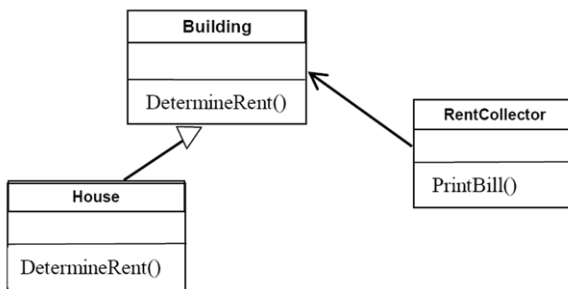 Building
DetermineRent()
RentCollector
PrintBill()
House
DetermineRent()